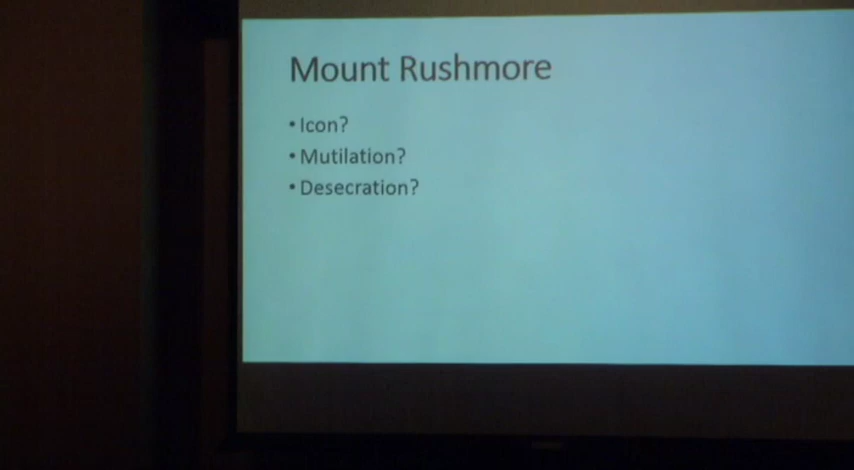 Mount Rushmore
• Icon?
• Mutilation?
• Desecration?